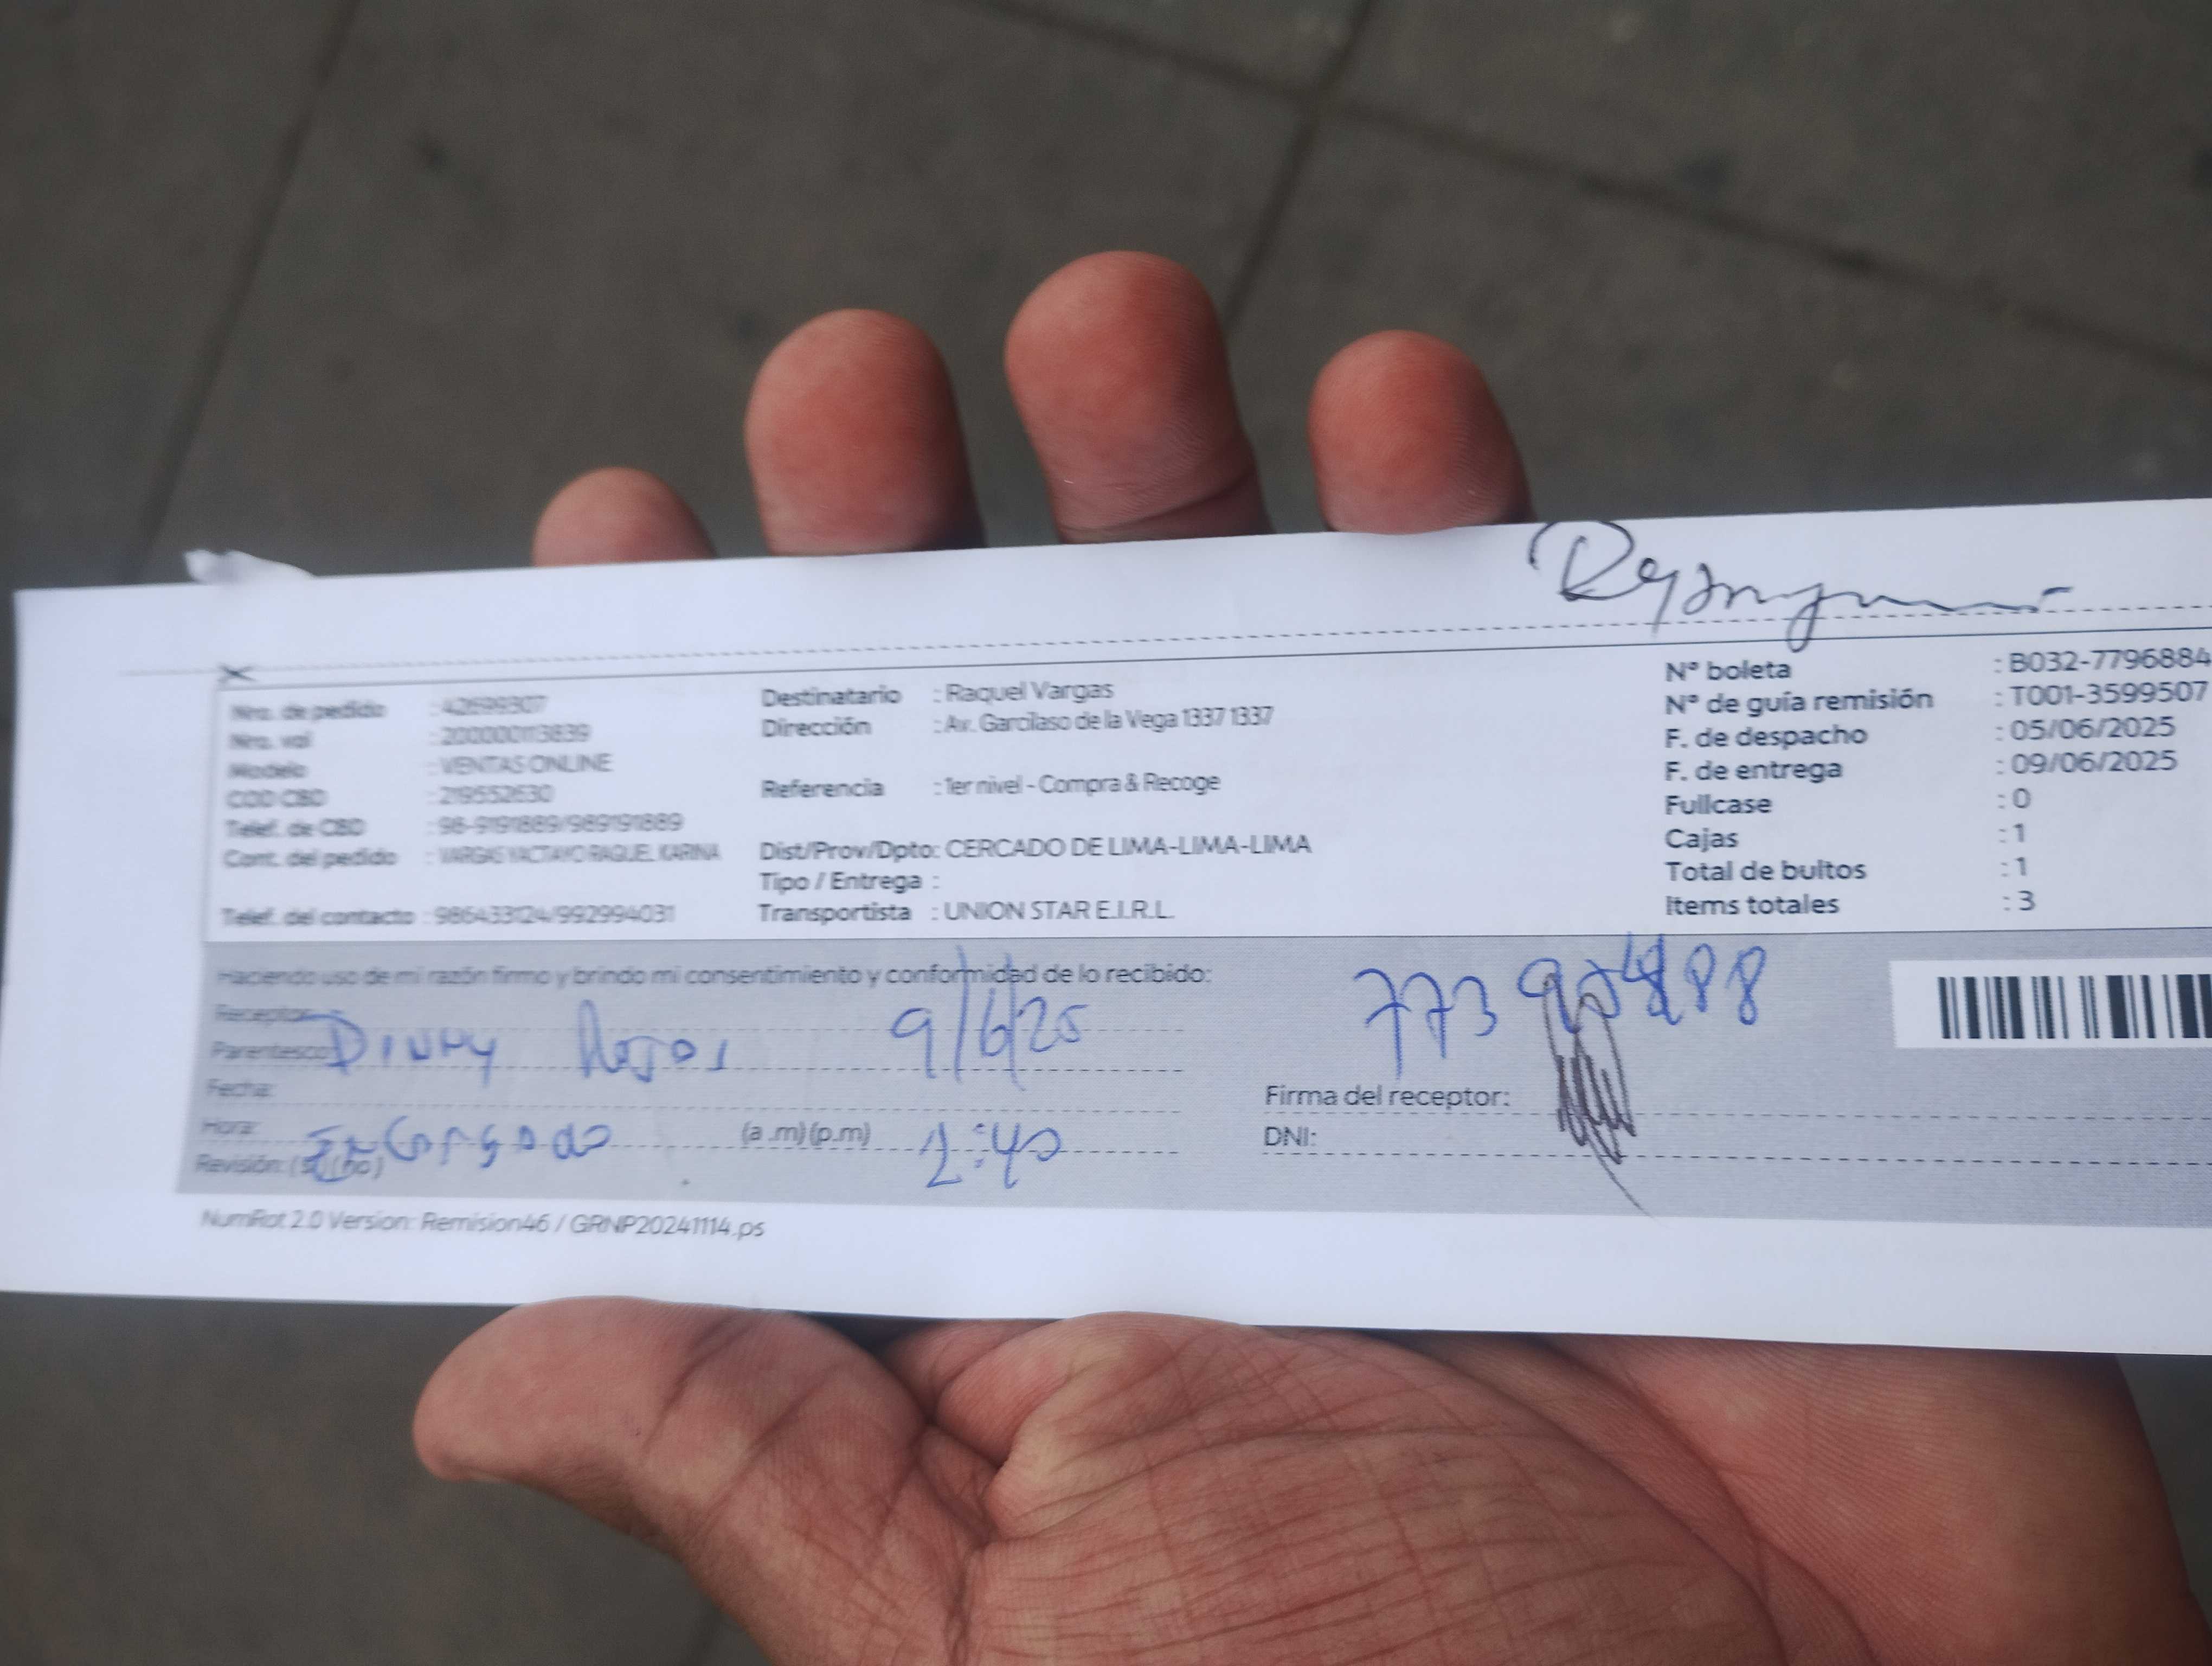 Nro. de pedido : 42699307
Nro. val : 200000113839
Modelo : VENTAS ONLINE
COD CBD : 219552630
Telef. de CBD : 98-9191889/989191889
Cont. del pedido : VARGAS YACTAYO RAQUEL KARINA
Telef. del contacto : 986433124/992994031
Destinatario : Raquel Vargas
Dirección : Av. Garcilaso de la Vega 1337 1337
Referencia : 1er nivel - Compra & Recoge
Dist/Prov/Dpto: CERCADO DE LIMA-LIMA-LIMA
Tipo / Entrega :
Transportista : UNION STAR E.I.R.L.
N° boleta : B032-7796884
N° de guía remisión : T001-3599507
F. de despacho : 05/06/2025
F. de entrega : 09/06/2025
Fullcase : 0
Cajas : 1
Total de bultos : 1
Items totales : 3
Haciendo uso de mi razón firmo y brindo mi consentimiento y conformidad de lo recibido:
Receptor:
Parentesco: 9/6/25
Fecha:
Hora: Encargado (a.m)(p.m) 2:40
Revisión: (si)(no)
773
Firma del receptor:
DNI:
NumRot 2.0 Version: Remision46 / GRNP20241114.ps